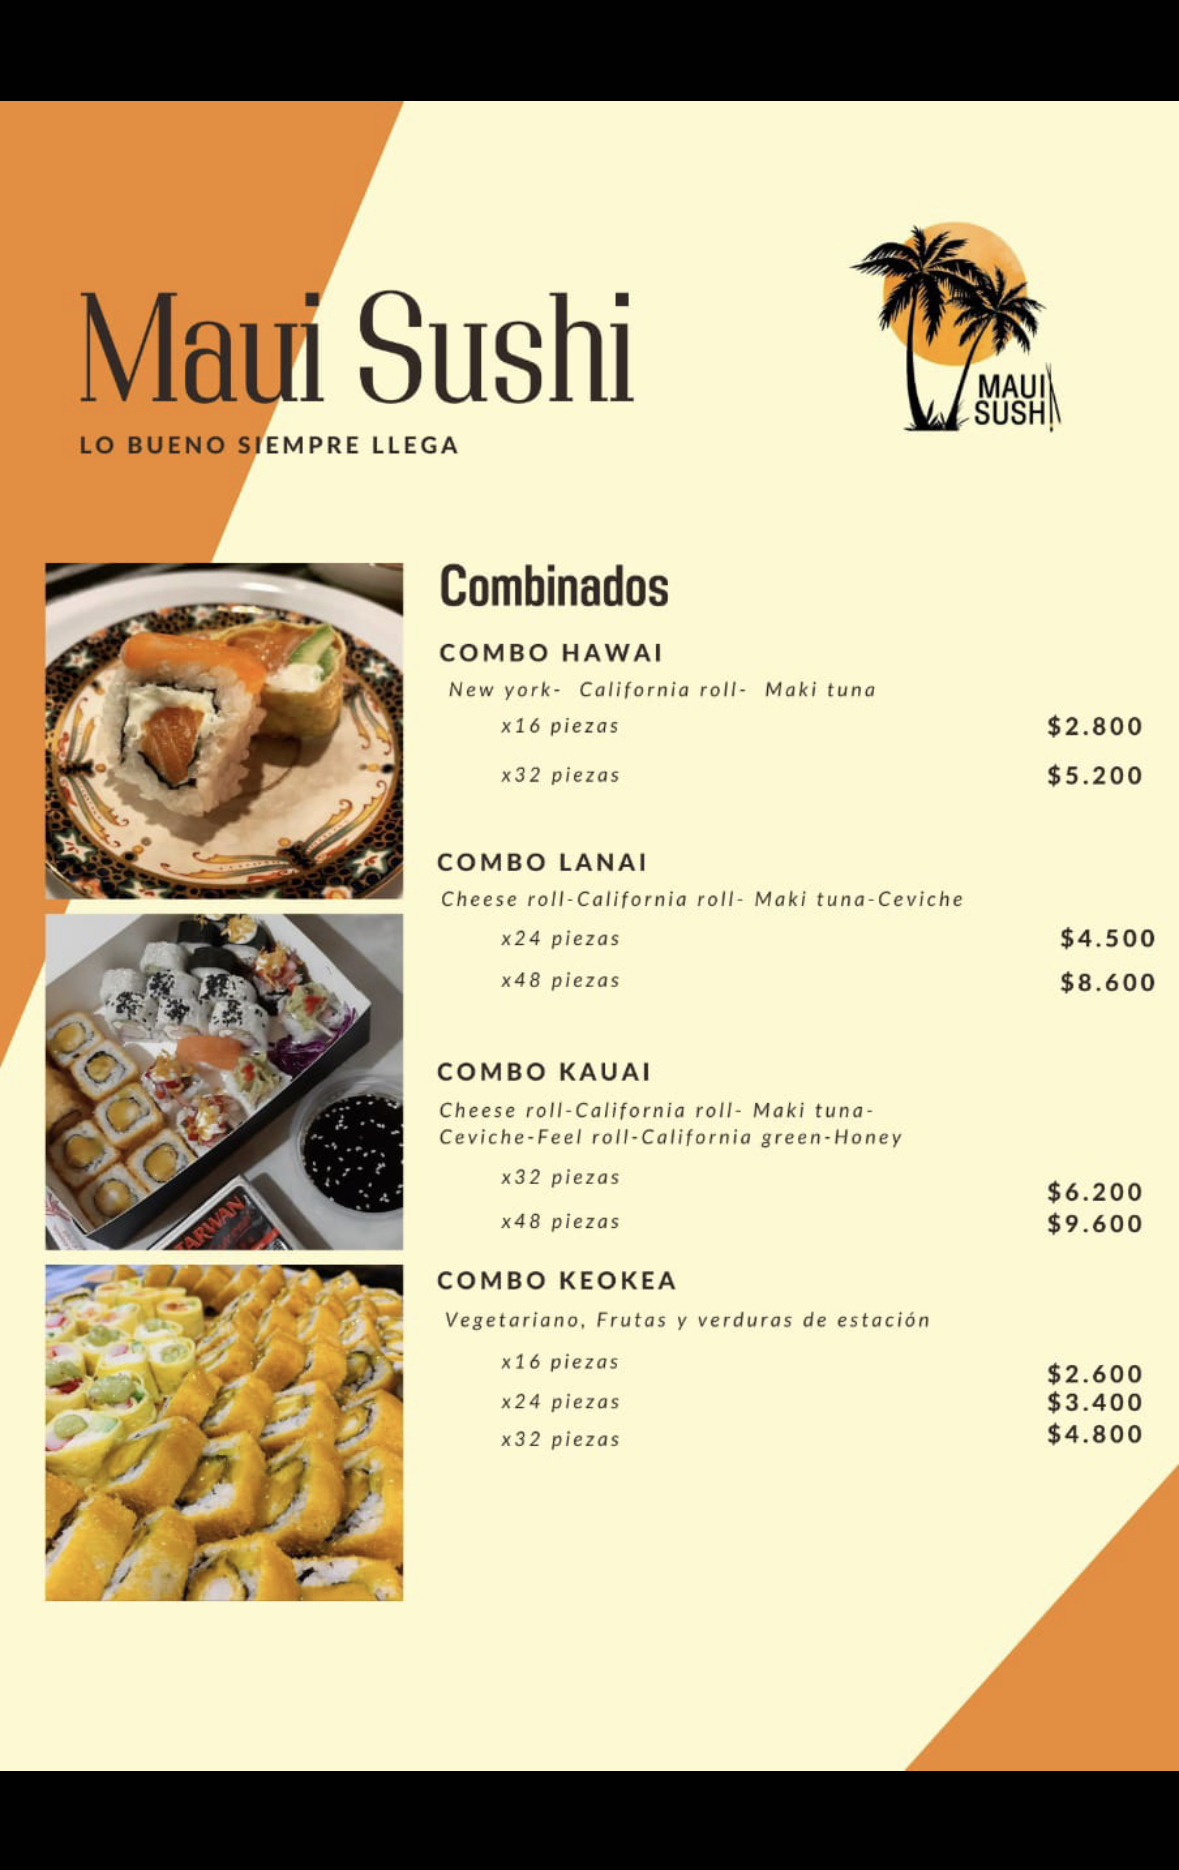 Maui Sushi
LO BUENO SIEMPRE LLEGA
MAUI
SUSHI
Combinados
COMBO HAWAI
New york- California roll- Maki tuna
x16 piezas $2.800
x32 piezas $5.200
COMBO LANAI
Cheese roll-California roll- Maki tuna-Ceviche
x24 piezas $4.500
x48 piezas $8.600
COMBO KAUAI
Cheese roll-California roll- Maki tuna-
Ceviche-Feel roll-California green-Honey
x32 piezas $6.200
x48 piezas $9.600
COMBO KEOKEA
Vegetariano, Frutas y verduras de estación
x16 piezas $2.600
x24 piezas $3.400
x32 piezas $4.800